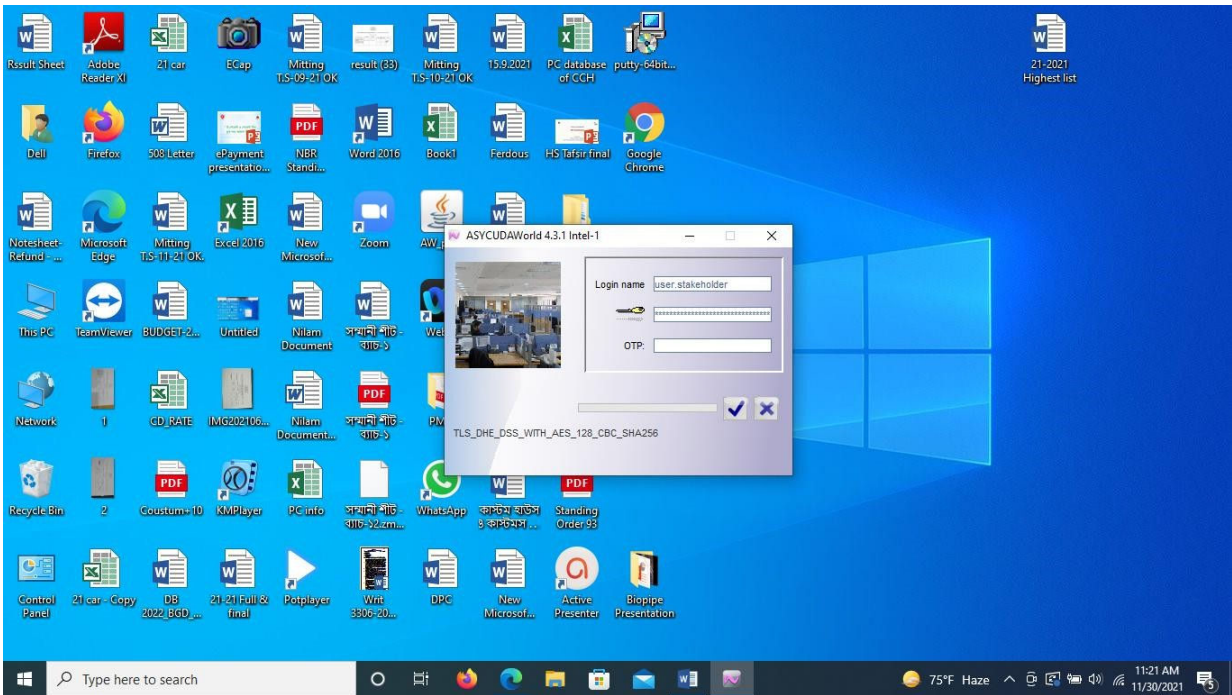 Rssult Sheet
Adobe
Reader XI
21 car
ECap
Mitting
T.S-09-21 OK
result (33)
Mitting
T.S-10-21 OK
15.9.2021
PC database
of CCH
putty-64bit...
21-2021
Highest list
Dell
Firefox
508 Letter
ePayment
presentatio...
PDF
NBR
Standi...
Word 2016
Book1
Ferdous
HS Tafsir final
Google
Chrome
Notesheet-
Refund - ...
Microsoft
Edge
Mitting
T.S-11-21 OK.
Excel 2016
New
Microsof...
Zoom
This PC
TeamViewer
BUDGET-2...
Untitled
Nilam
Document
সম্মানী শীট -
ব্যাচ-১
Network
1
CD_RATE
IMG202106...
Nilam
Document...
PDF
সম্মানী শীট -
ব্যাচ-১
PM
ASYCUDAWorld 4.3.1 Intel-1
Login name
user.stakeholder
OTP:
TLS_DHE_DSS_WITH_AES_128_CBC_SHA256
Recycle Bin
2
PDF
Coustum+10
KMPlayer
PC info
সম্মানী শীট -
ব্যাচ-১২.zm...
WhatsApp
কাস্টম হাউস
ও কাস্টমস ...
PDF
Standing
Order 93
Control
Panel
21 car - Copy
DB
2022_BGD_...
21-21 Full &
final
Potplayer
Writ
3306-20...
DPC
New
Microsof...
Active
Presenter
Biopipe
Presentation
Type here to search
75°F Haze
11:21 AM
11/30/2021
5